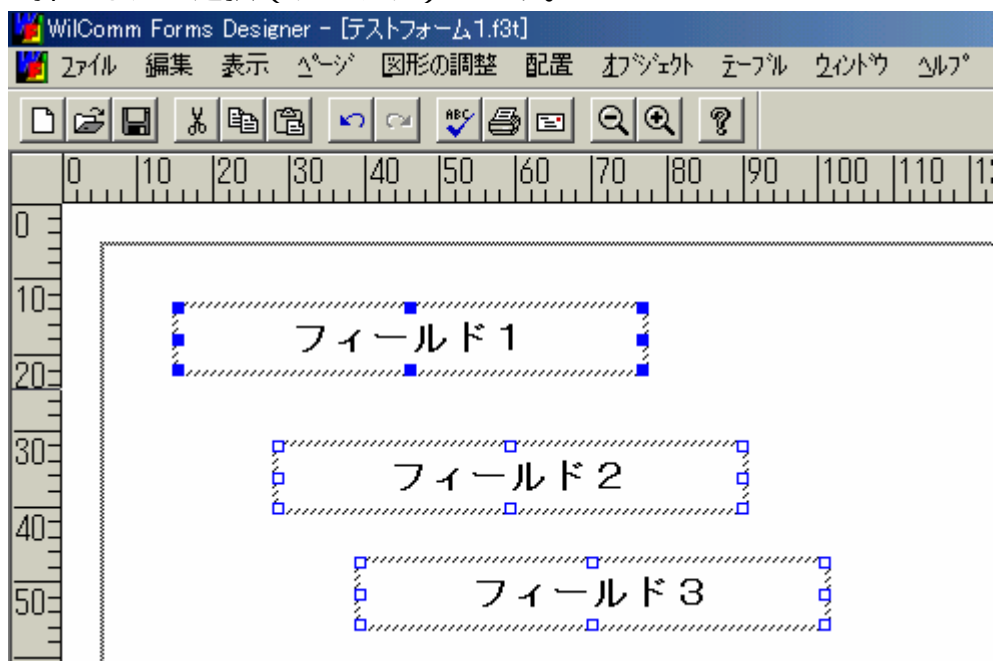 WilComm Forms Designer - [テストフォーム1.f3t]
ファイル 編集 表示 ページ 図形の調整 配置 オブジェクト テーブル ウィンドウ ヘルプ
ABC
0 10 20 30 40 50 60 70 80 90 100 110
0
10
フィールド1
20
30
フィールド2
40
フィールド3
50